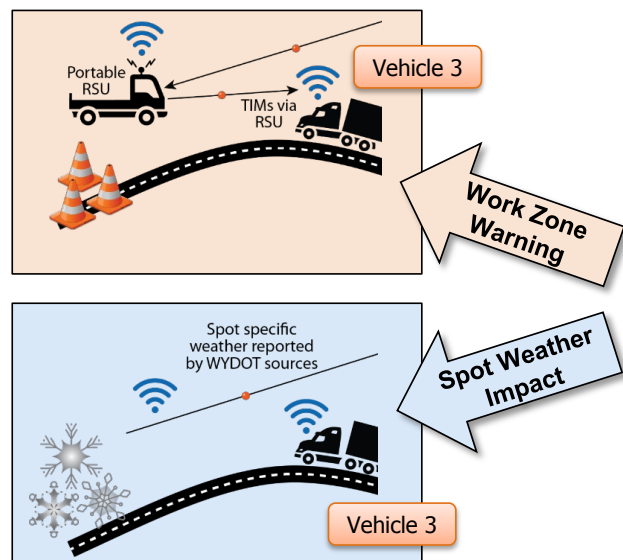 Portable
RSU
TIMs via
RSU
Vehicle 3
Work Zone
Warning
Spot specific
weather reported
by WYDOT sources
Spot Weather
Impact
Vehicle 3